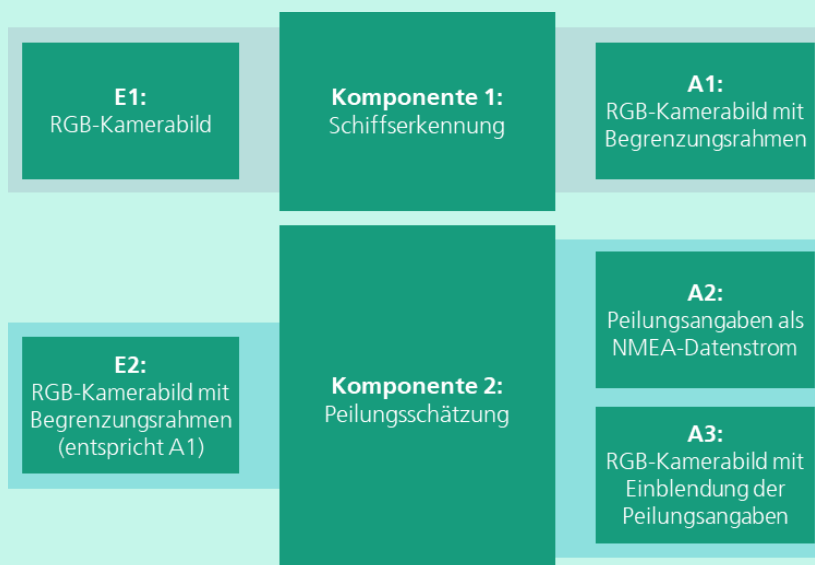 E1:
RGB-Kamerabild
Komponente 1:
Schiffserkennung
A1:
RGB-Kamerabild mit
Begrenzungsrahmen
E2:
RGB-Kamerabild mit
Begrenzungsrahmen
(entspricht A1)
Komponente 2:
Peilungsschätzung
A2:
Peilungsangaben als
NMEA-Datenstrom
A3:
RGB-Kamerabild mit
Einblendung der
Peilungsangaben